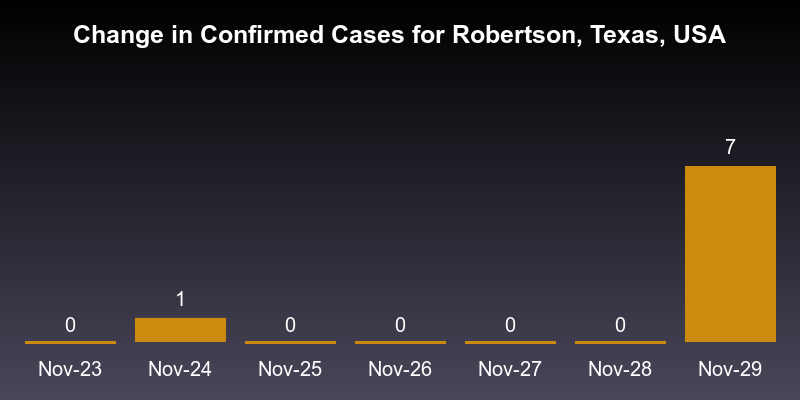 Change in Confirmed Cases for Robertson, Texas, USA
7
1
0 0 0 0 0
Nov-23 Nov-24 Nov-25 Nov-26 Nov-27 Nov-28 Nov-29